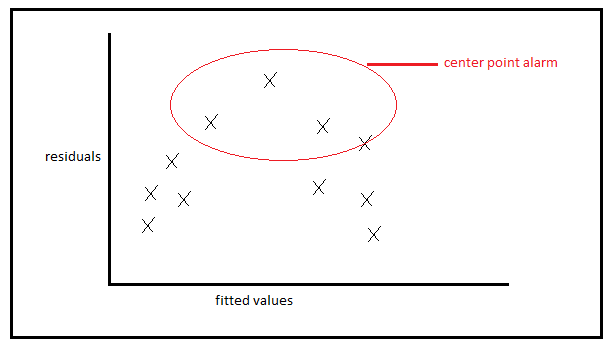 center point alarm
residuals
fitted values